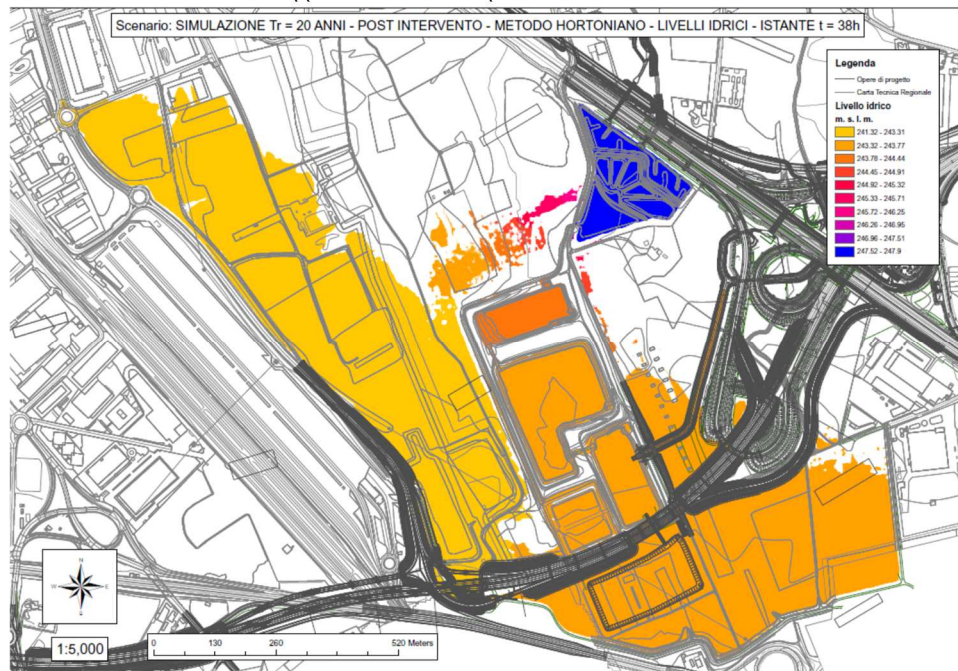 Scenario: SIMULAZIONE Tr = 20 ANNI - POST INTERVENTO - METODO HORTONIANO - LIVELLI IDRICI - ISTANTE t = 38h
Legenda
Opere di progetto
Carta Tecnica Regionale
Livello idrico
m. s. l. m.
241.32 - 243.31
243.32 - 243.77
243.78 - 244.44
244.45 - 244.91
244.92 - 245.32
245.33 - 245.71
245.72 - 246.25
246.26 - 246.95
246.96 - 247.51
247.52 - 247.9
N
W E
S
1:5,000
0 130 260 520 Meters